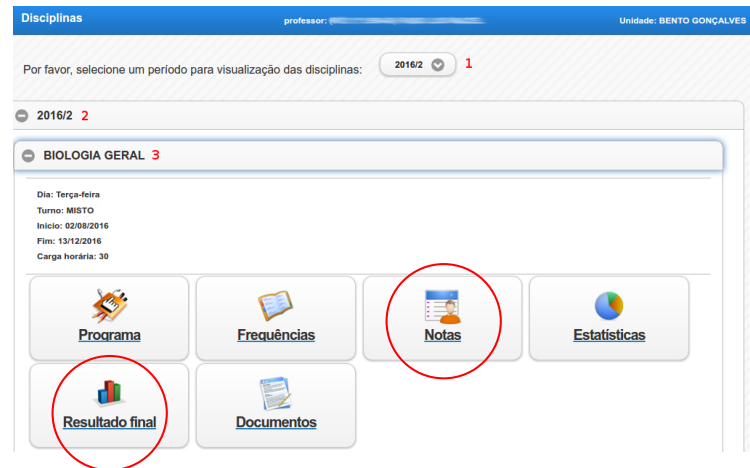 Disciplinas professor: Unidade: BENTO GONÇALVES
Por favor, selecione um período para visualização das disciplinas: 2016/2 1
2016/2 2
BIOLOGIA GERAL 3
Dia: Terça-feira
Turno: MISTO
Inicio: 02/08/2016
Fim: 13/12/2016
Carga horária: 30
Programa Frequências Notas Estatísticas
Resultado final Documentos